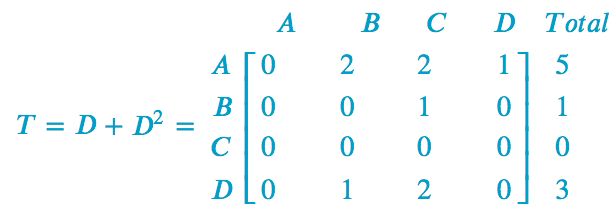 A B C D Total
A 0 2 2 1 5
B 0 0 1 0 1
T = D + D² =
C 0 0 0 0 0
D 0 1 2 0 3